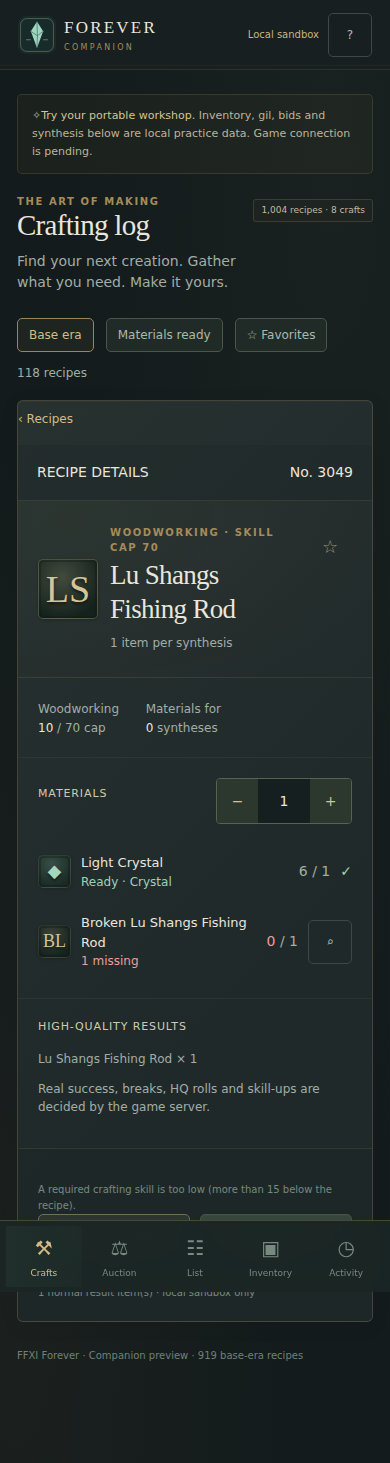 FOREVER
COMPANION
Local sandbox
?
✧Try your portable workshop. Inventory, gil, bids and
synthesis below are local practice data. Game connection
is pending.
THE ART OF MAKING
Crafting log
1,004 recipes · 8 crafts
Find your next creation. Gather
what you need. Make it yours.
Base era
Materials ready
☆ Favorites
118 recipes
‹ Recipes
RECIPE DETAILS
No. 3049
WOODWORKING · SKILL
CAP 70
☆
LS
Lu Shangs
Fishing Rod
1 item per synthesis
Woodworking
10 / 70 cap
Materials for
0 syntheses
MATERIALS
− 1 +
Light Crystal
Ready · Crystal
6 / 1 ✓
BL
Broken Lu Shangs Fishing
Rod
1 missing
0 / 1
HIGH-QUALITY RESULTS
Lu Shangs Fishing Rod × 1
Real success, breaks, HQ rolls and skill-ups are
decided by the game server.
A required crafting skill is too low (more than 15 below the
recipe).
Crafts
Auction
List
Inventory
Activity
1 normal result item(s) · local sandbox only
FFXI Forever · Companion preview · 919 base-era recipes